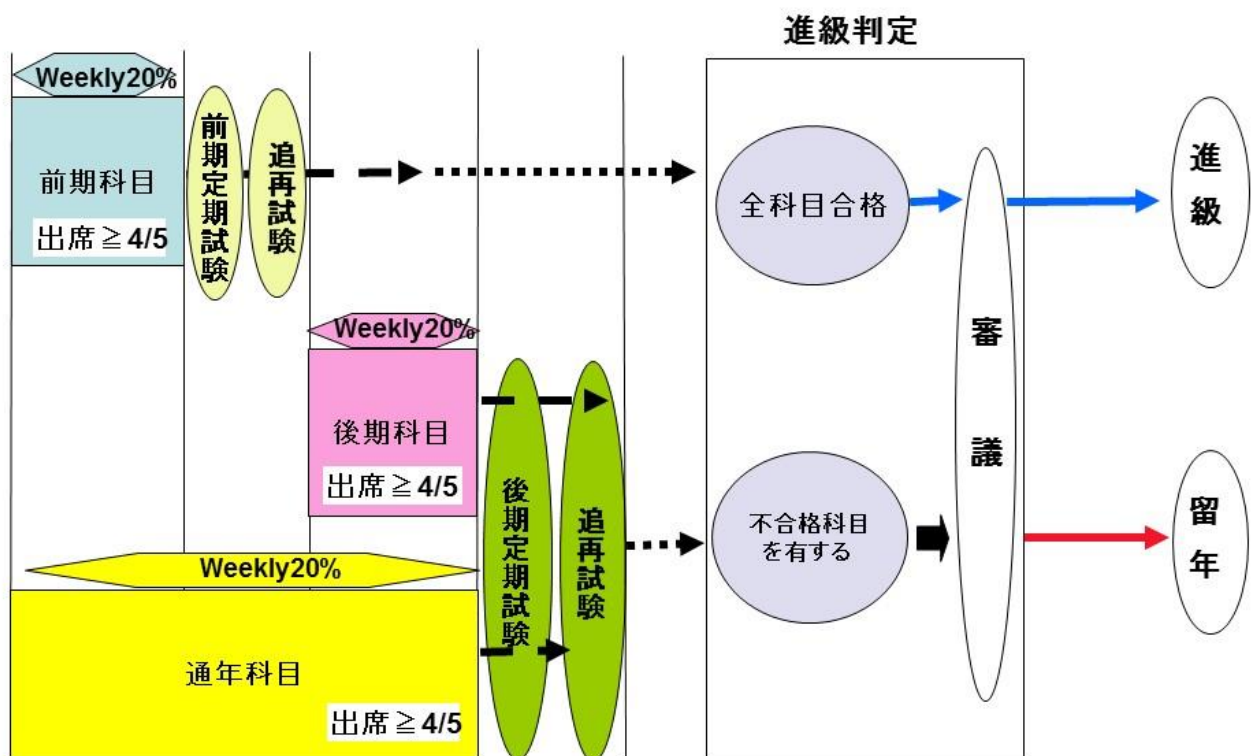 進級判定
Weekly20%
前期科目
出席≧4/5
前期定期試験
追再試験
全科目合格
進級
Weekly20%
後期科目
出席≧4/5
後期定期試験
追再試験
審議
不合格科目
を有する
留年
Weekly20%
通年科目
出席≧4/5